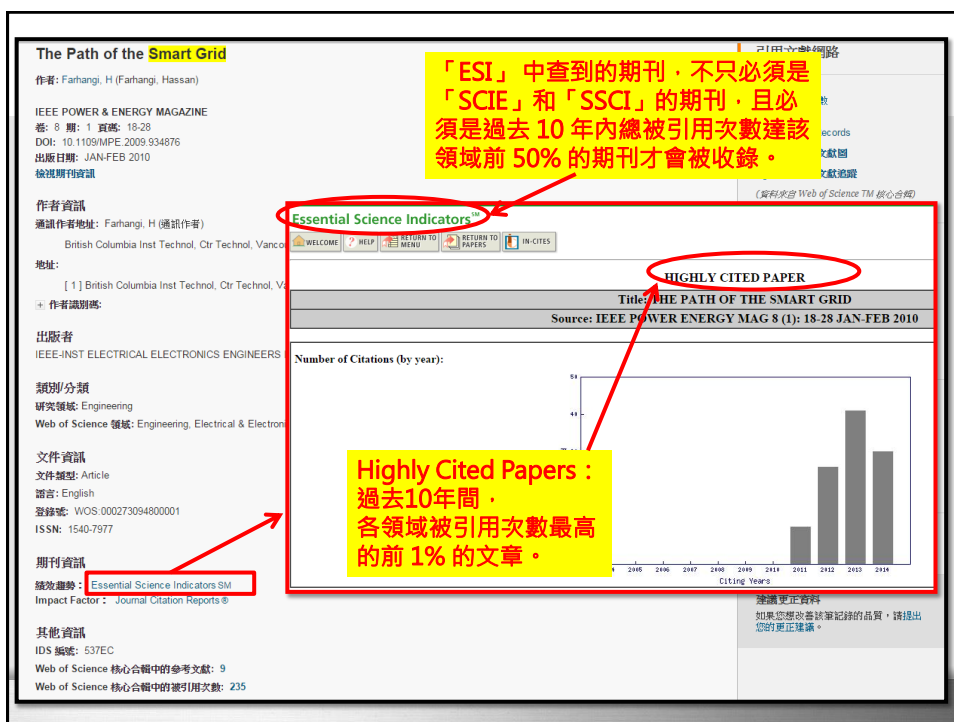 The Path of the Smart Grid
作者: Farhangi, H (Farhangi, Hassan)
IEEE POWER & ENERGY MAGAZINE
卷: 8 期: 1 頁碼: 18-28
DOI: 10.1109/MPE.2009.934876
出版日期: JAN-FEB 2010
檢視期刊資訊
作者資訊
通訊作者地址: Farhangi, H (通訊作者)
British Columbia Inst Technol, Ctr Technol, Vanco
地址:
[ 1 ] British Columbia Inst Technol, Ctr Technol, Va
作者識別碼:
出版者
IEEE-INST ELECTRICAL ELECTRONICS ENGINEERS
類別/分類
研究領域: Engineering
Web of Science 領域: Engineering, Electrical & Electroni
文件資訊
文件類型: Article
語言: English
登錄號: WOS:000273094800001
ISSN: 1540-7977
期刊資訊
績效趨勢: Essential Science Indicators SM
Impact Factor: Journal Citation Reports ®
其他資訊
IDS 編號: 537EC
Web of Science 核心合輯中的參考文獻: 9
Web of Science 核心合輯中的被引用次數: 235
「ESI」 中查到的期刊，不只必須是
「SCIE」和「SSCI」的期刊，且必
須是過去 10 年內總被引用次數達該
領域前 50% 的期刊才會被收錄。
引用文獻網路
數
ecords
文獻圖
文獻追蹤
(資料來自 Web of Science TM 核心合輯)
Essential Science Indicators SM
WELCOME ? HELP RETURN TO MENU RETURN TO PAPERS IN-CITES
HIGHLY CITED PAPER
Title: THE PATH OF THE SMART GRID
Source: IEEE POWER ENERGY MAG 8 (1): 18-28 JAN-FEB 2010
Number of Citations (by year):
40
Highly Cited Papers：
過去10年間，
各領域被引用次數最高
的前 1% 的文章。
2005 2006 2007 2008 2009 2010 2011 2012 2013 2014
Citing Years
建議更正資料
如果您想改善該筆記錄的品質，請提出
您的更正建議。